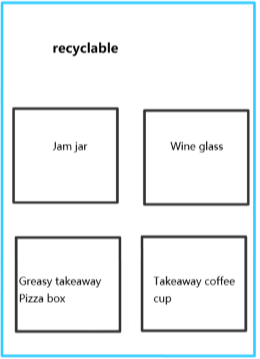 recyclable
Jam jar
Wine glass
Greasy takeaway
Pizza box
Takeaway coffee
cup